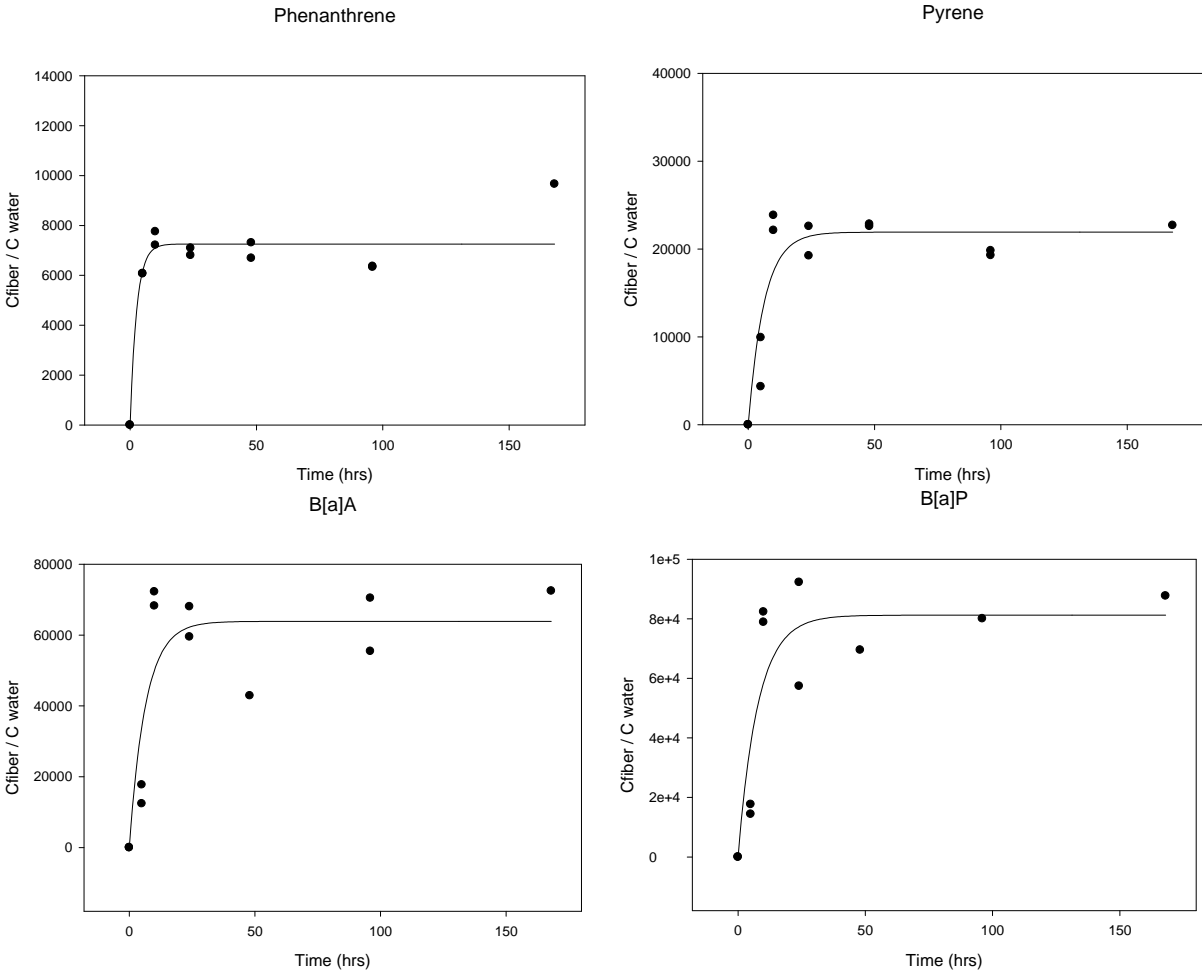 Phenanthrene
14000
12000
10000
8000
6000
4000
2000
0
Cfiber / C water
0 50 100 150
Time (hrs)
Pyrene
40000
30000
20000
10000
0
Cfiber / C water
0 50 100 150
Time (hrs)
B[a]A
80000
60000
40000
20000
0
Cfiber / C water
0 50 100 150
Time (hrs)
B[a]P
1e+5
8e+4
6e+4
4e+4
2e+4
0
Cfiber / C water
0 50 100 150
Time (hrs)